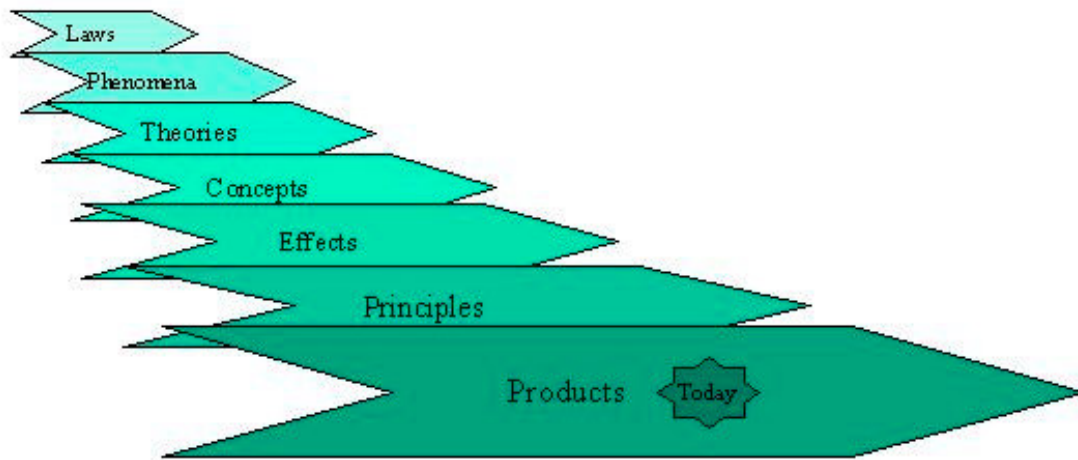 Laws
Phenomena
Theories
Concepts
Effects
Principles
Products
Today